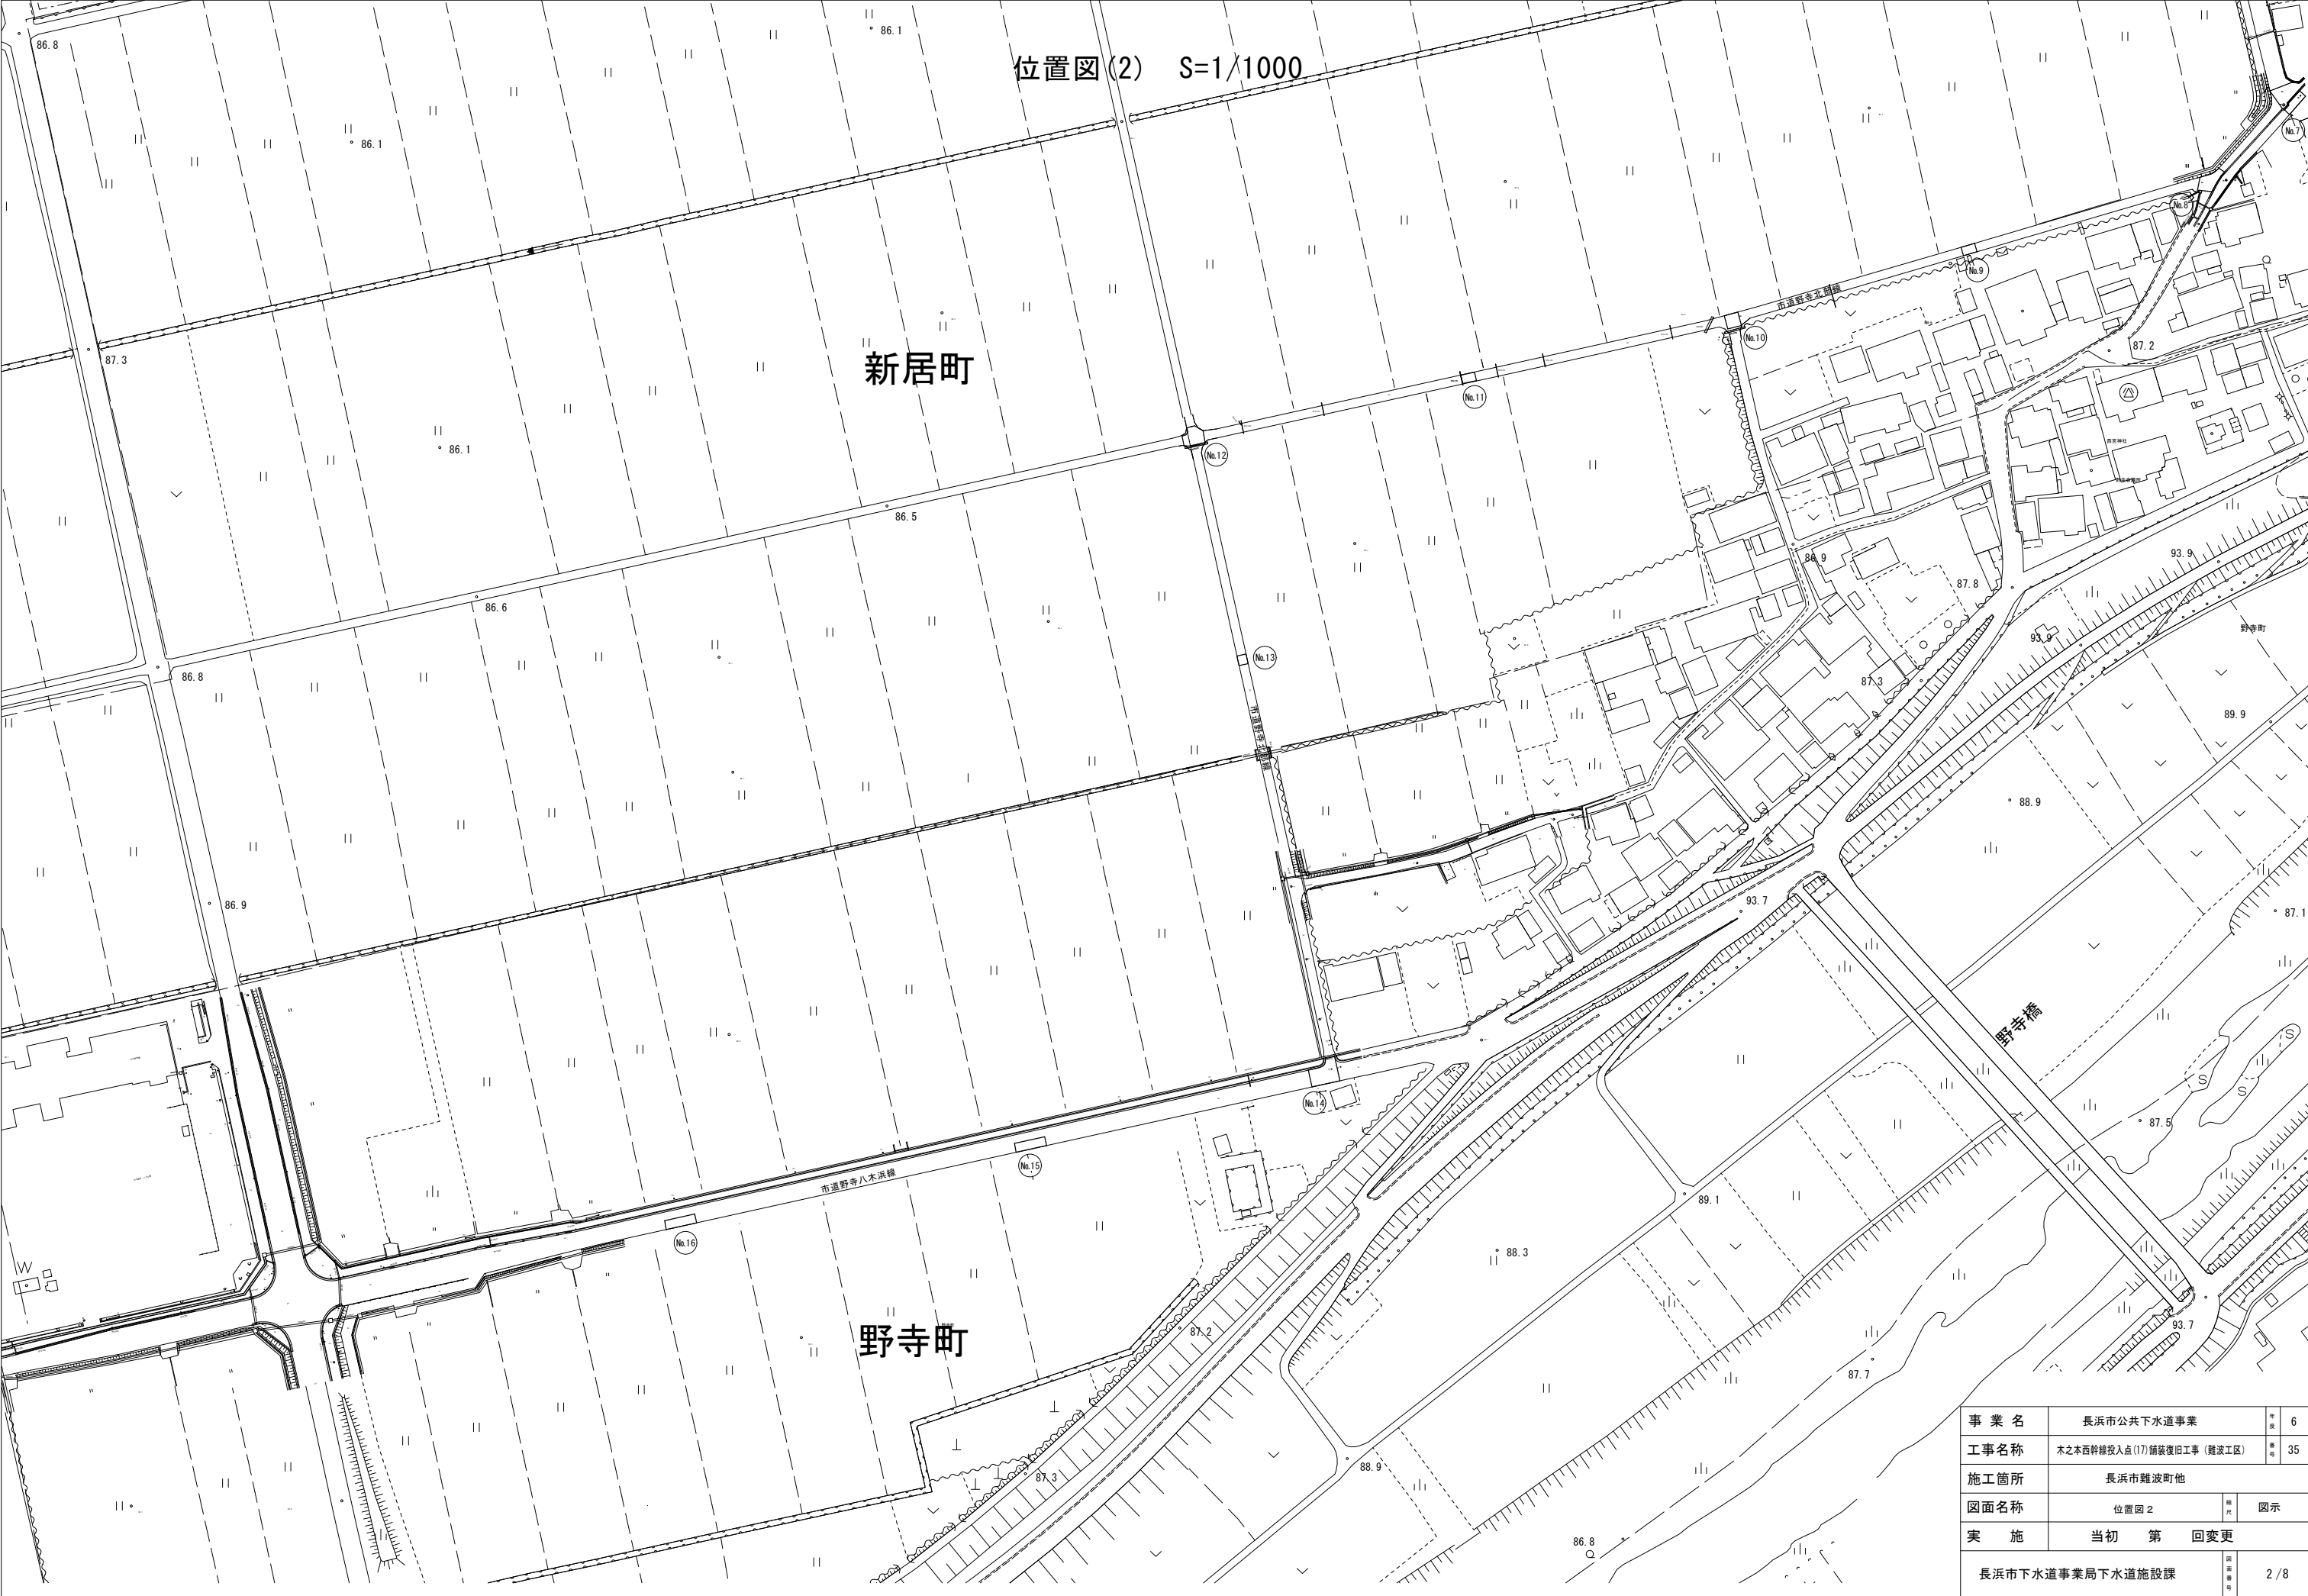 位置図(2) S=1/1000
86.8
86.1
86.1
No.7
No.8
No.9
市道野寺北部線
No.10
87.3
87.2
新居町
No.11
86.1
No.12
86.5
86.9
93.9
87.8
86.6
93.9
野寺町
No.13
86.8
87.3
89.9
88.9
86.9
93.7
87.1
野寺橋
S
S
S
87.5
No.14
No.15
市道野寺八木浜線
89.1
No.16
88.3
W
野寺町
87.2
93.7
87.7
88.9
87.3
86.8
事業名 長浜市公共下水道事業 年度 6
工事名称 木之本西幹線投入点(17)舗装復旧工事（難波工区） 番号 35
施工箇所 長浜市難波町他
図面名称 位置図2 縮尺 図示
実施 当初 第 回変更
長浜市下水道事業局下水道施設課 図面番号 2/8